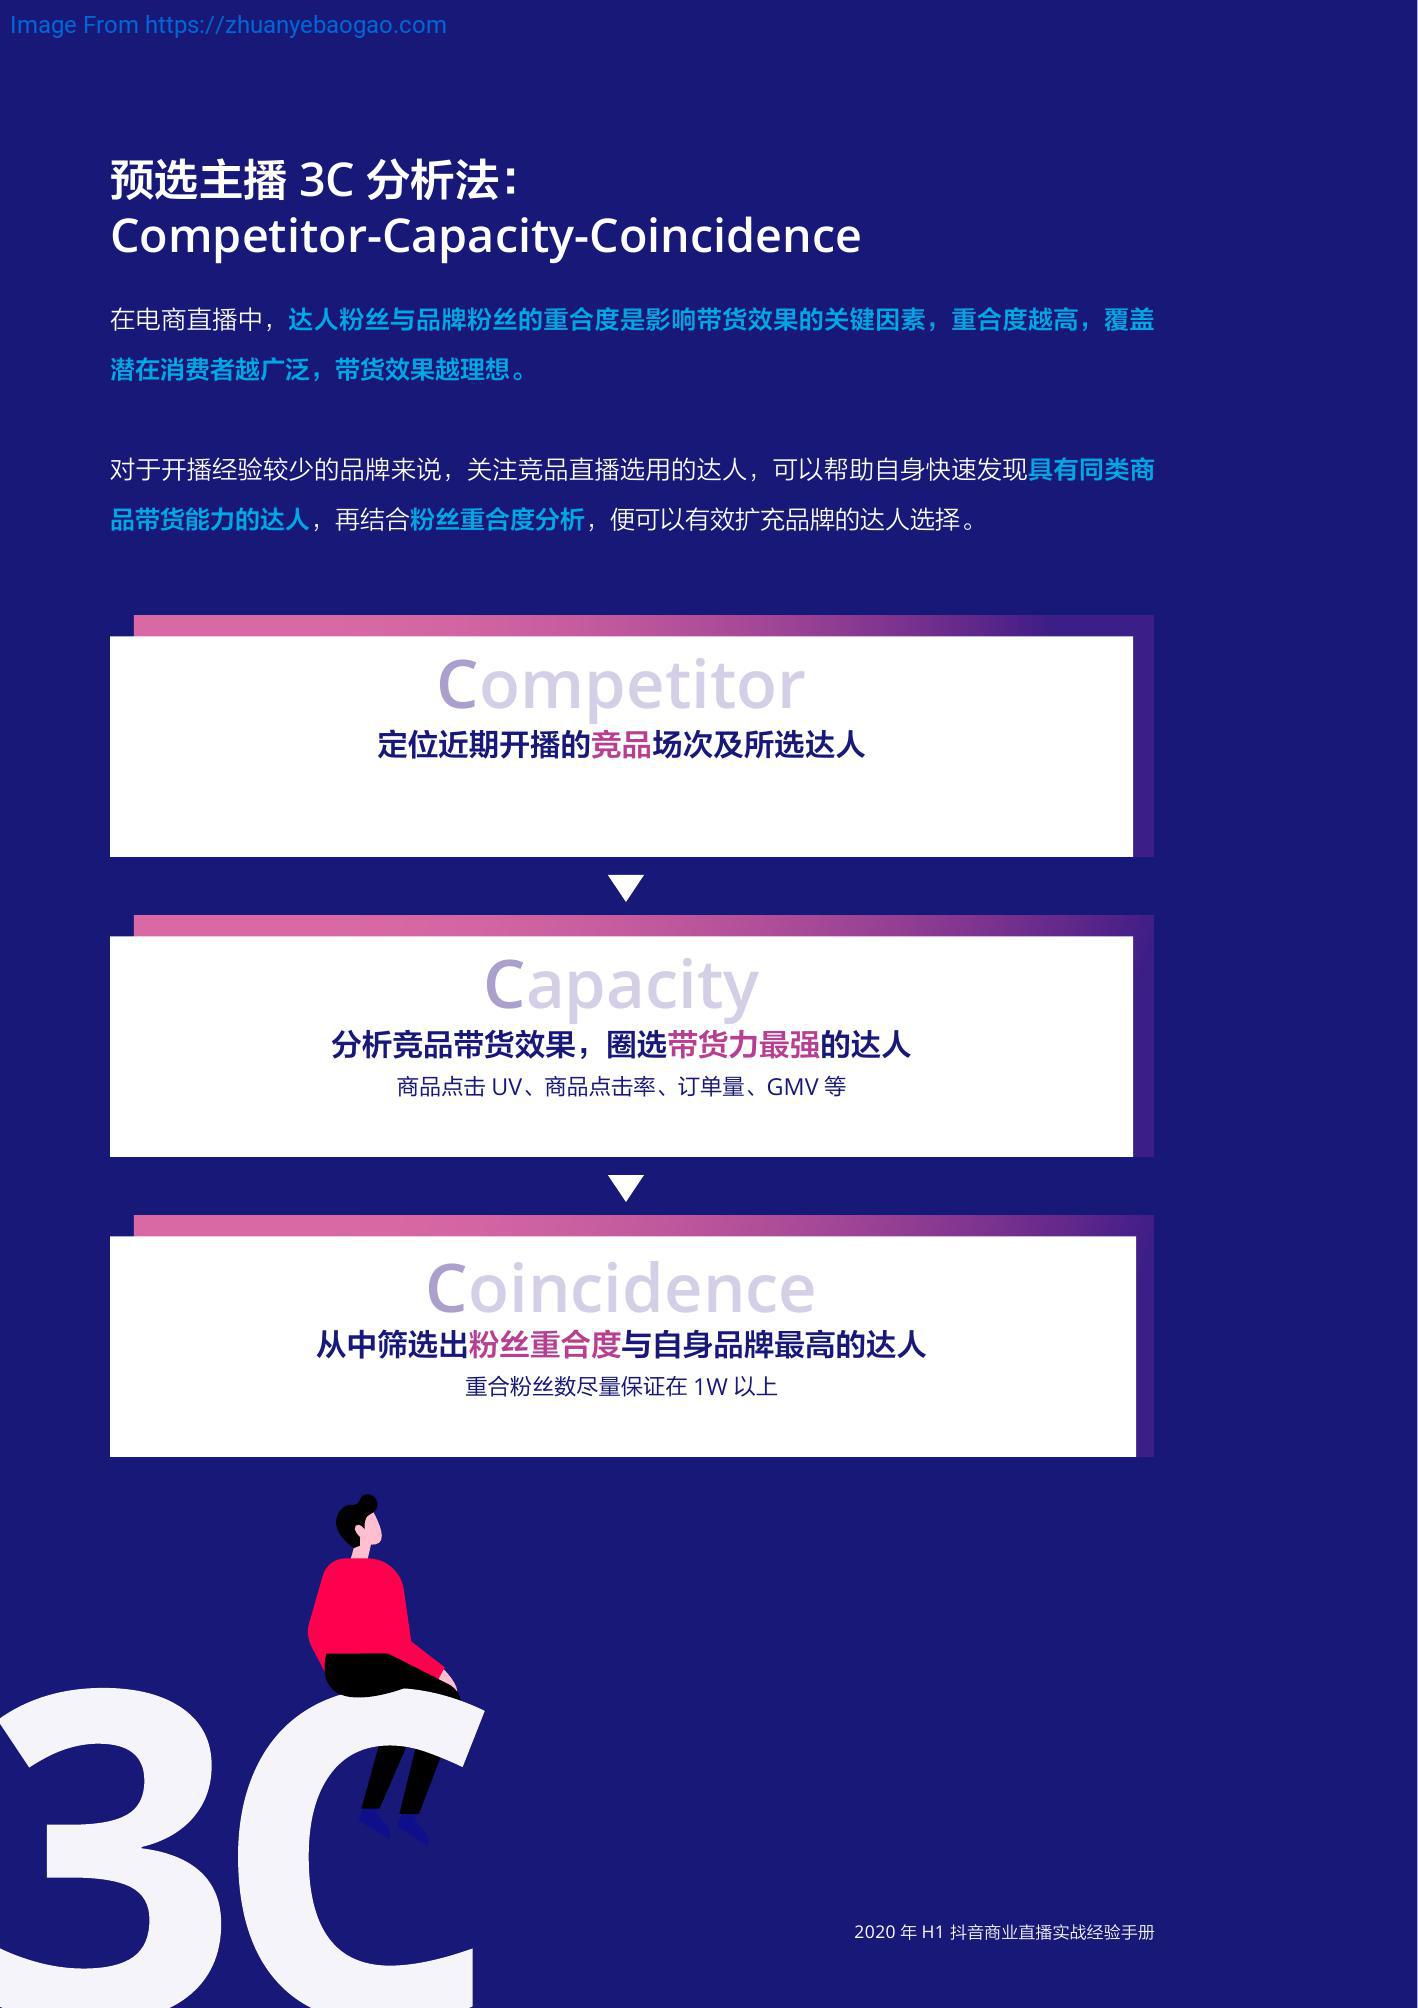 Image From https://zhuanyebaogao.com
预选主播 3C 分析法：
Competitor-Capacity-Coincidence
在电商直播中，达人粉丝与品牌粉丝的重合度是影响带货效果的关键因素，重合度越高，覆盖
潜在消费者越广泛，带货效果越理想。
对于开播经验较少的品牌来说，关注竞品直播选用的达人，可以帮助自身快速发现具有同类商
品带货能力的达人，再结合粉丝重合度分析，便可以有效扩充品牌的达人选择。
Competitor
定位近期开播的竞品场次及所选达人
Capacity
分析竞品带货效果，圈选带货力最强的达人
商品点击 UV、商品点击率、订单量、GMV 等
Coincidence
从中筛选出粉丝重合度与自身品牌最高的达人
重合粉丝数尽量保证在 1W 以上
3C
2020 年 H1 抖音商业直播实战经验手册